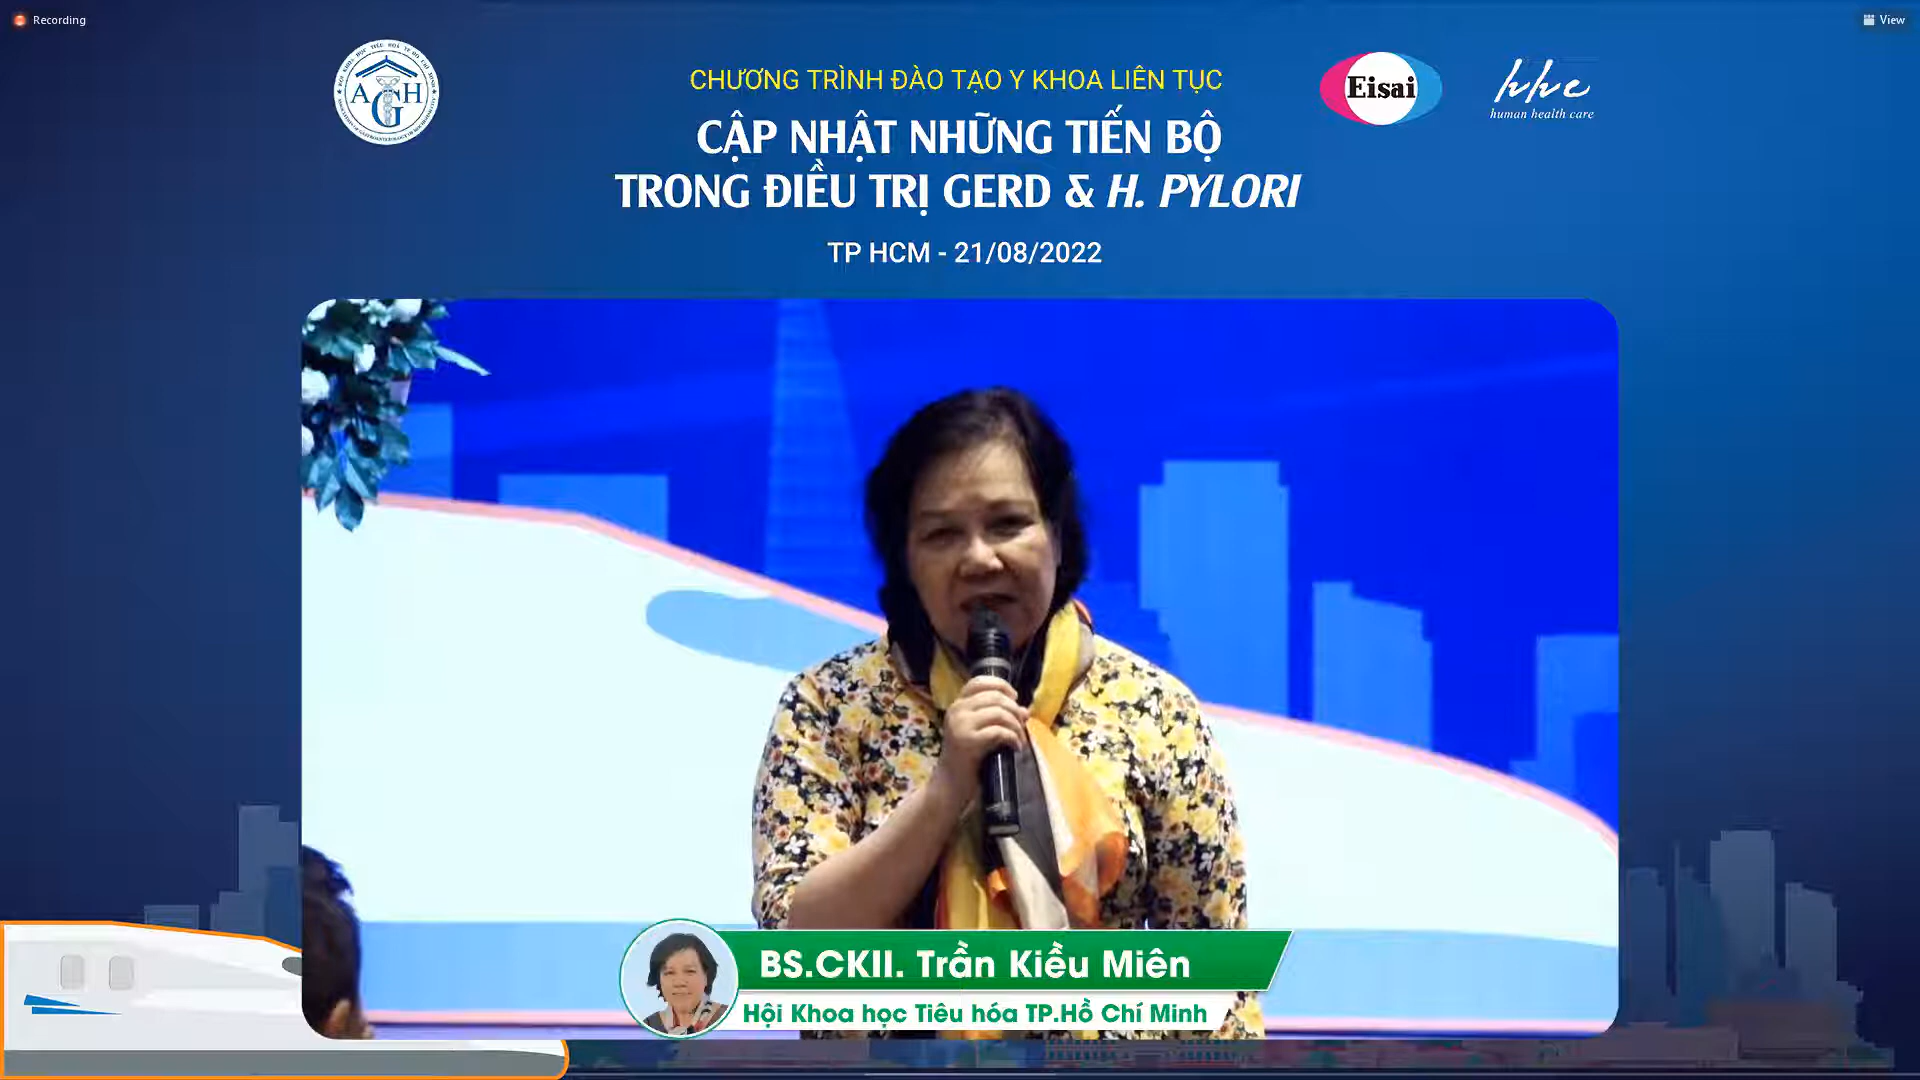 Recording
View
CHƯƠNG TRÌNH ĐÀO TẠO Y KHOA LIÊN TỤC
CẬP NHẬT NHỮNG TIẾN BỘ
TRONG ĐIỀU TRỊ GERD & H. PYLORI
TP HCM - 21/08/2022
AGH
Eisai
hhc
human health care
BS.CKII. Trần Kiều Miên
Hội Khoa học Tiêu hóa TP.Hồ Chí Minh